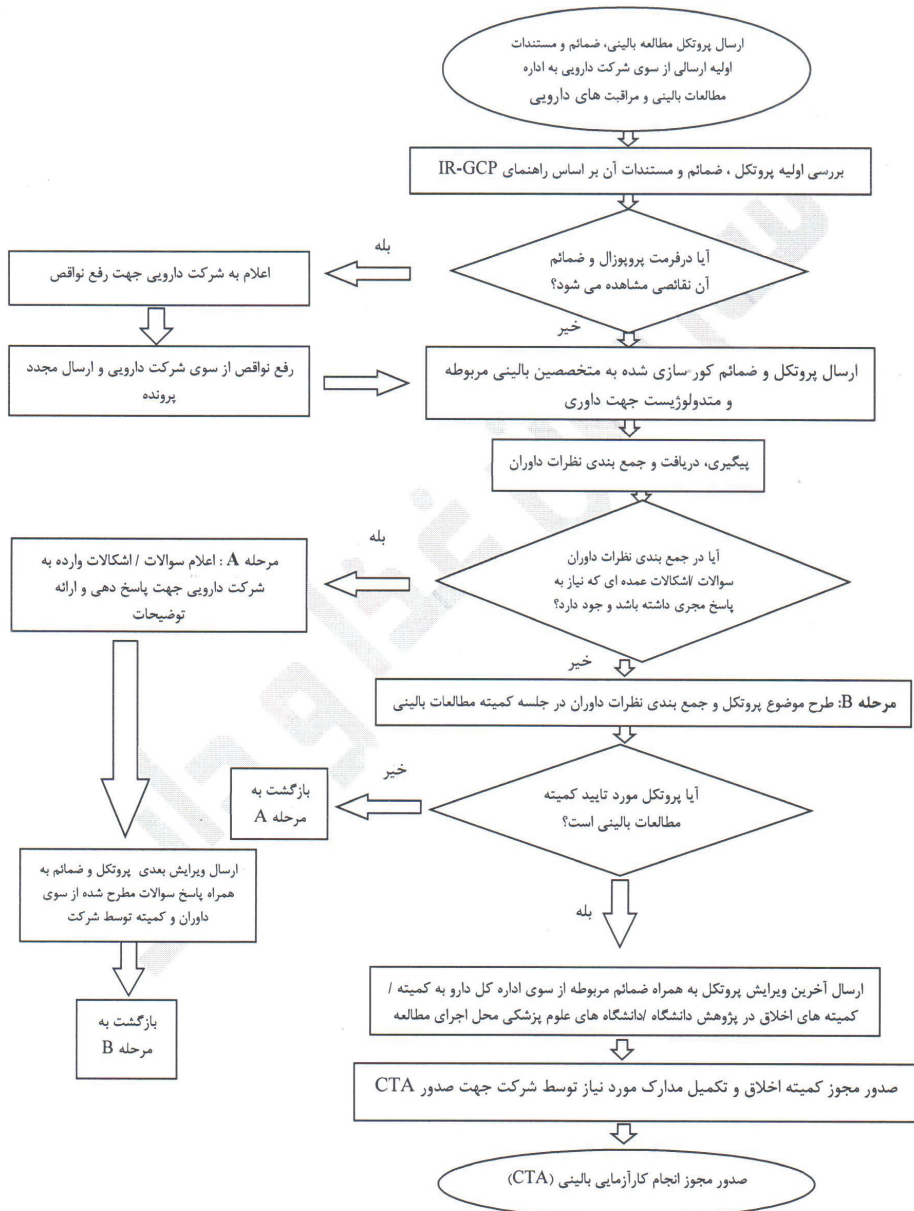 ارسال پروتکل مطالعه بالینی، ضمائم و مستندات
اولیه ارسالی از سوی شرکت دارویی به اداره
مطالعات بالینی و مراقبت های دارویی
بررسی اولیه پروتکل ، ضمائم و مستندات آن بر اساس راهنمای IR-GCP
آیا درفرمت پروپوزال و ضمائم
آن نقائصی مشاهده می شود؟
بله
اعلام به شرکت دارویی جهت رفع نواقص
رفع نواقص از سوی شرکت دارویی و ارسال مجدد
پرونده
خیر
ارسال پروتکل و ضمائم کور سازی شده به متخصصین بالینی مربوطه
و متدولوژیست جهت داوری
پیگیری، دریافت و جمع بندی نظرات داوران
آیا در جمع بندی نظرات داوران
سوالات /اشکالات عمده ای که نیاز به
پاسخ مجری داشته باشد و جود دارد؟
بله
مرحله A : اعلام سوالات / اشکالات وارده به
شرکت دارویی جهت پاسخ دهی و ارائه
توضیحات
خیر
مرحله B: طرح موضوع پروتکل و جمع بندی نظرات داوران در جلسه کمیته مطالعات بالینی
آیا پروتکل مورد تایید کمیته
مطالعات بالینی است؟
خیر
بازگشت به
مرحله A
ارسال ویرایش بعدی پروتکل و ضمائم به
همراه پاسخ سوالات مطرح شده از سوی
داوران و کمیته توسط شرکت
بازگشت به
مرحله B
بله
ارسال آخرین ویرایش پروتکل به همراه ضمائم مربوطه از سوی اداره کل دارو به کمیته /
کمیته های اخلاق در پژوهش دانشگاه /دانشگاه های علوم پزشکی محل اجرای مطالعه
صدور مجوز کمیته اخلاق و تکمیل مدارک مورد نیاز توسط شرکت جهت صدور CTA
صدور مجوز انجام کارآزمایی بالینی (CTA)